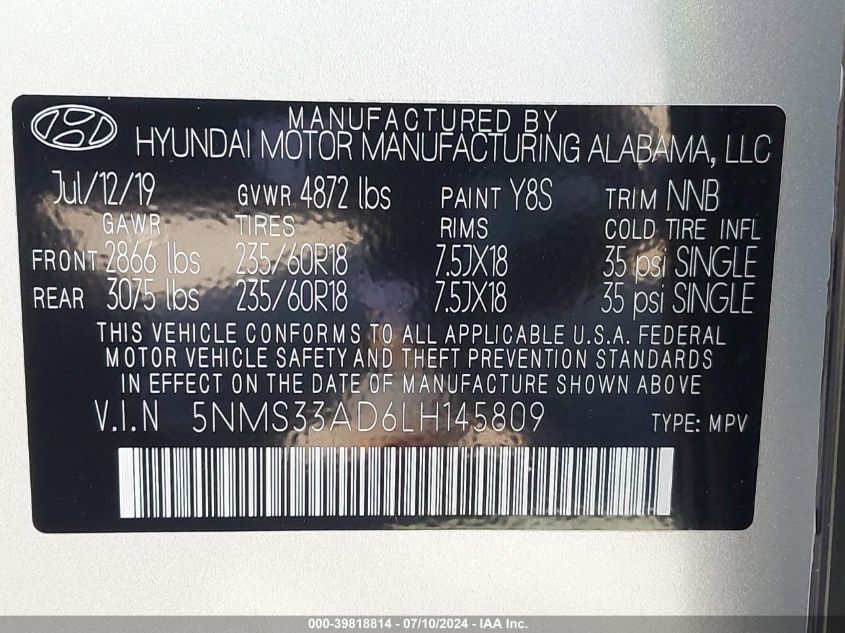 MANUFACTURED BY
HYUNDAI MOTOR MANUFACTURING ALABAMA, LLC
Jul/12/19 GVWR 4872 lbs PAINT Y8S TRIM NNB
GAWR TIRES RIMS COLD TIRE INFL
FRONT 2866 lbs 235/60R18 7.5JX18 35 psi SINGLE
REAR 3075 lbs 235/60R18 7.5JX18 35 psi SINGLE
THIS VEHICLE CONFORMS TO ALL APPLICABLE U.S.A. FEDERAL
MOTOR VEHICLE SAFETY AND THEFT PREVENTION STANDARDS
IN EFFECT ON THE DATE OF MANUFACTURE SHOWN ABOVE.
V.I.N 5NMS33AD6LH145809 TYPE: MPV
000-39818814 - 07/10/2024 - IAA Inc.